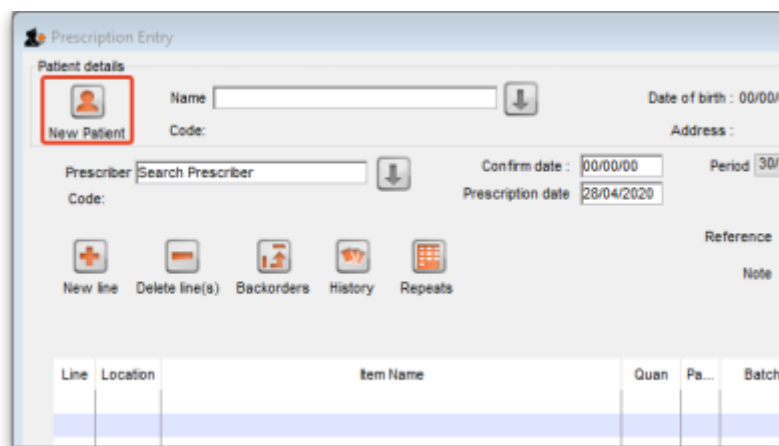 Prescription Entry
Patient details
New Patient
Name
Date of birth : 00/00/
Code:
Address :
Prescriber Search Prescriber
Confirm date : 00/00/00
Period 30/
Code:
Prescription date 28/04/2020
Reference
Note
New line Delete line(s) Backorders History Repeats
Line Location Item Name Quan Pa... Batch